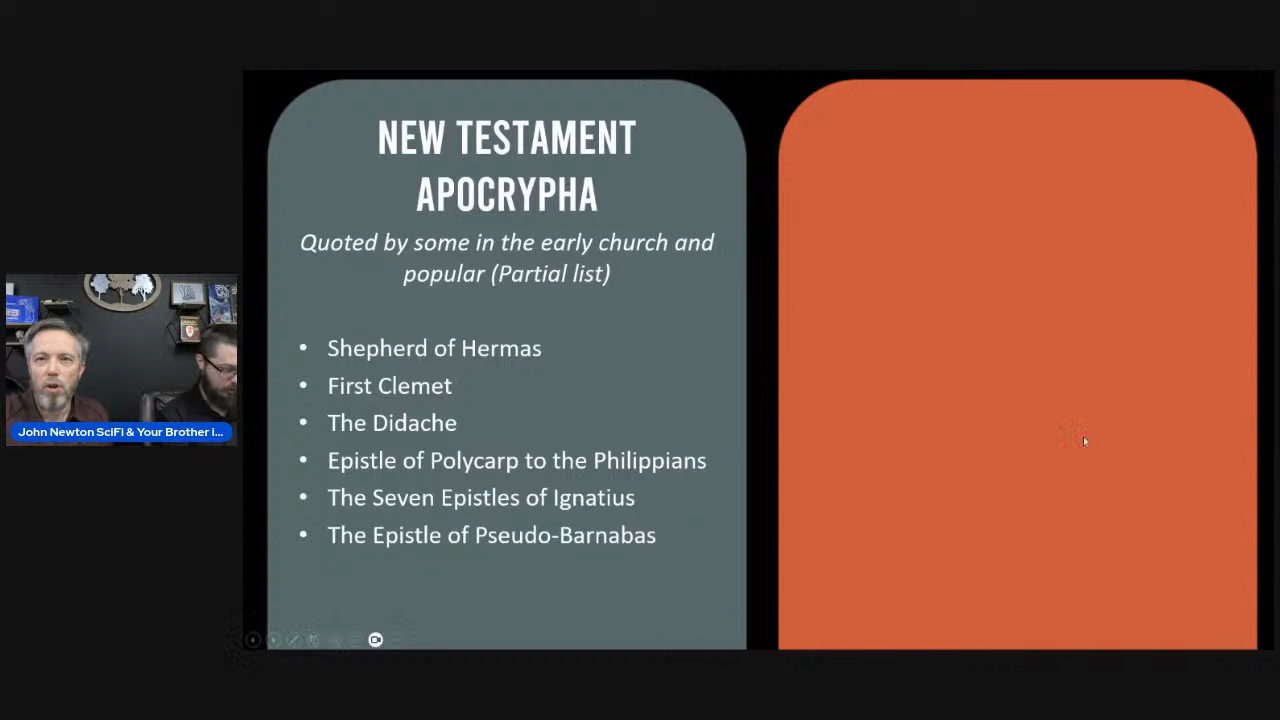 NEW TESTAMENT
APOCRYPHA
Quoted by some in the early church and
popular (Partial list)
• Shepherd of Hermas
• First Clemet
• The Didache
• Epistle of Polycarp to the Philippians
• The Seven Epistles of Ignatius
• The Epistle of Pseudo-Barnabas
John Newton SciFi & Your Brother i...